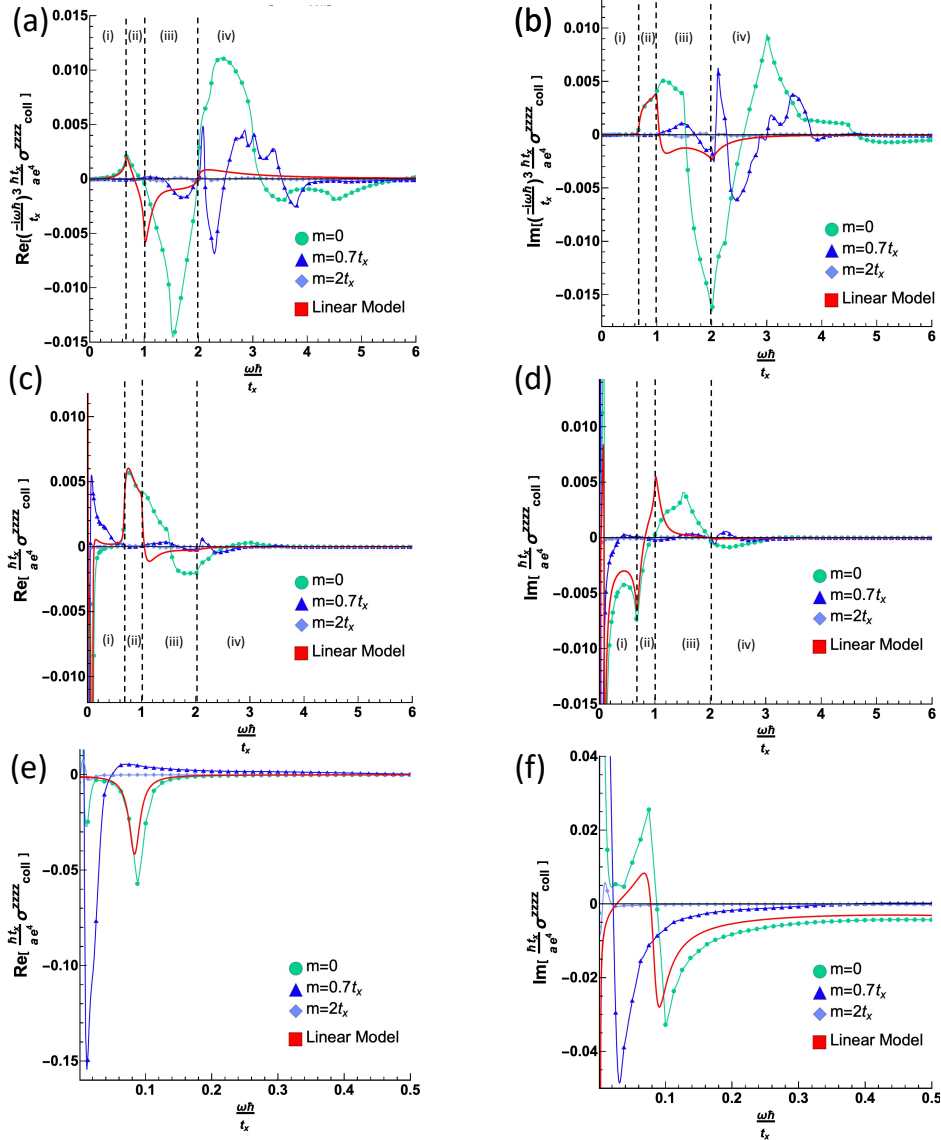 (a)
Re[(-iωħ/t_x)^3 ħt_x/ae^4 σ^zzzz_coll]
0.010
0.005
0
−0.005
−0.010
−0.015
(i) (ii) (iii) (iv)
m=0
m=0.7t_x
m=2t_x
Linear Model
0 1 2 3 4 5 6
ωħ
t_x
(b)
Im[(-iωħ/t_x)^3 ħt_x/ae^4 σ^zzzz_coll]
0.010
0.005
0.000
−0.005
−0.010
−0.015
(i) (ii) (iii) (iv)
m=0
m=0.7t_x
m=2t_x
Linear Model
0 1 2 3 4 5 6
ωħ
t_x
(c)
Re[ħt_x/ae^4 σ^zzzz_coll]
0.010
0.005
0
−0.005
−0.010
m=0
m=0.7t_x
m=2t_x
Linear Model
(i) (ii) (iii) (iv)
0 1 2 3 4 5 6
ωħ
t_x
(d)
Im[ħt_x/ae^4 σ^zzzz_coll]
0.010
0.005
0.000
−0.005
−0.010
−0.015
m=0
m=0.7t_x
m=2t_x
Linear Model
(i) (ii) (iii) (iv)
0 1 2 3 4 5 6
ωħ
t_x
(e)
Re[ħt_x/ae^4 σ^zzzz_coll]
0
−0.05
−0.10
−0.15
m=0
m=0.7t_x
m=2t_x
Linear Model
0.1 0.2 0.3 0.4 0.5
ωħ
t_x
(f)
Im[ħt_x/ae^4 σ^zzzz_coll]
0.04
0.02
0.00
−0.02
−0.04
m=0
m=0.7t_x
m=2t_x
Linear Model
0.1 0.2 0.3 0.4 0.5
ωħ
t_x